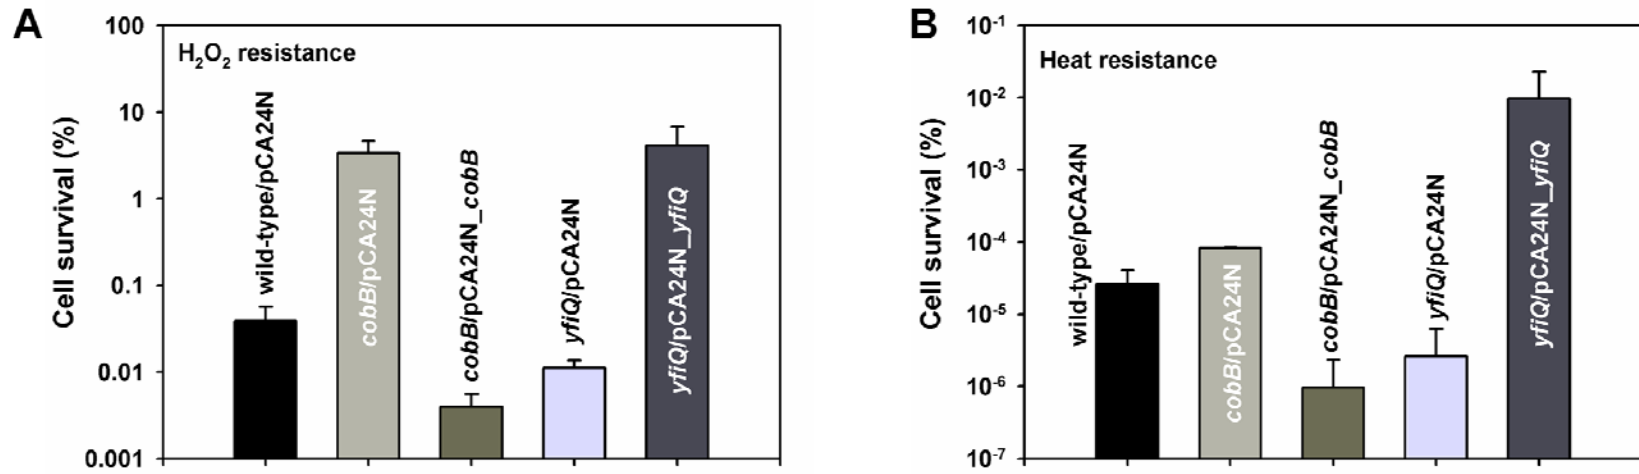 A
H2O2 resistance
Cell survival (%)
100
10
1
0.1
0.01
0.001
wild-type/pCA24N
cobB/pCA24N
cobB/pCA24N_cobB
yfiQ/pCA24N
yfiQ/pCA24N_yfiQ
B
Heat resistance
Cell survival (%)
10-1
10-2
10-3
10-4
10-5
10-6
10-7
wild-type/pCA24N
cobB/pCA24N
cobB/pCA24N_cobB
yfiQ/pCA24N
yfiQ/pCA24N_yfiQ